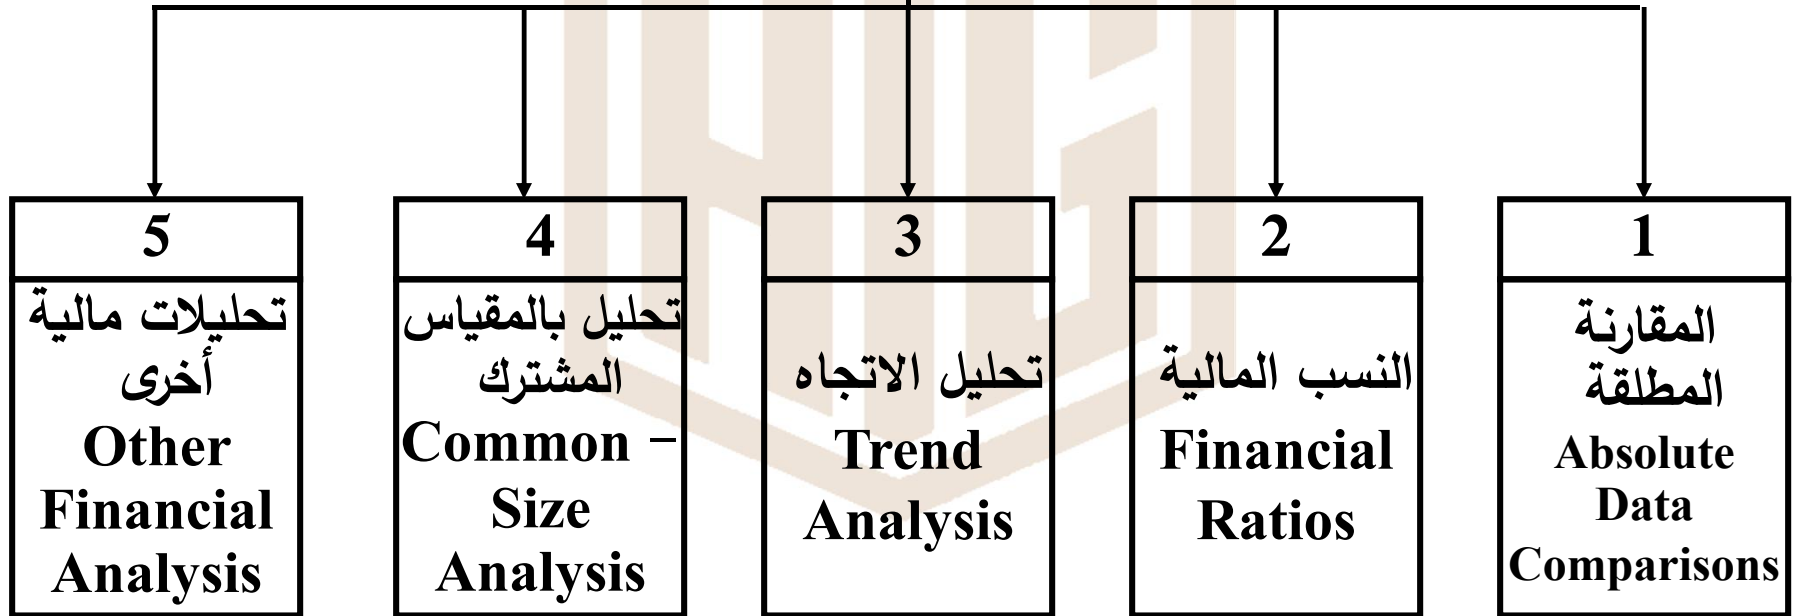 1
المقارنة
المطلقة
Absolute
Data
Comparisons
2
النسب المالية
Financial
Ratios
3
تحليل الاتجاه
Trend
Analysis
4
تحليل بالمقياس
المشترك
Common –
Size
Analysis
5
تحليلات مالية
أخرى
Other
Financial
Analysis